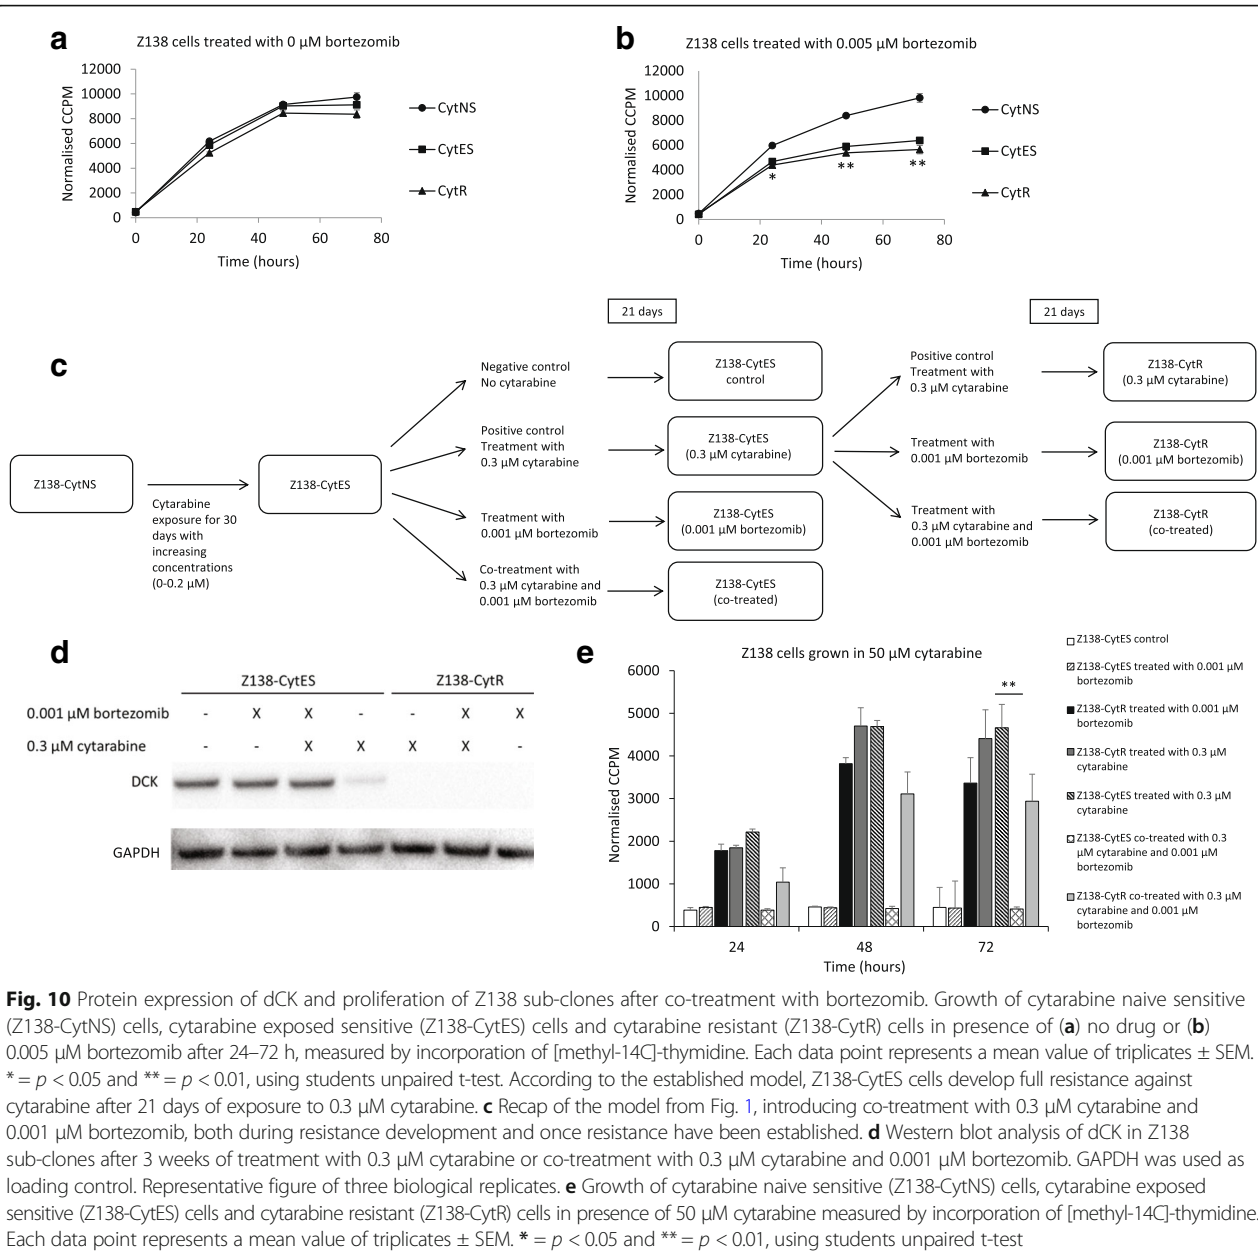 a
Z138 cells treated with 0 µM bortezomib
Normalised CCPM
12000
10000
8000
6000
4000
2000
0
0 20 40 60 80
Time (hours)
CytNS
CytES
CytR
b
Z138 cells treated with 0.005 µM bortezomib
Normalised CCPM
12000
10000
8000
6000
4000
2000
0
0 20 40 60 80
Time (hours)
* ** **
CytNS
CytES
CytR
c
21 days
21 days
Z138-CytNS
Cytarabine
exposure for 30
days with
increasing
concentrations
(0-0.2 µM)
Z138-CytES
Negative control
No cytarabine
Positive control
Treatment with
0.3 µM cytarabine
Treatment with
0.001 µM bortezomib
Co-treatment with
0.3 µM cytarabine and
0.001 µM bortezomib
Z138-CytES
control
Z138-CytES
(0.3 µM cytarabine)
Z138-CytES
(0.001 µM bortezomib)
Z138-CytES
(co-treated)
Positive control
Treatment with
0.3 µM cytarabine
Treatment with
0.001 µM bortezomib
Treatment with
0.3 µM cytarabine and
0.001 µM bortezomib
Z138-CytR
(0.3 µM cytarabine)
Z138-CytR
(0.001 µM bortezomib)
Z138-CytR
(co-treated)
d
Z138-CytES Z138-CytR
0.001 µM bortezomib - X X - - X X
0.3 µM cytarabine - - X X X X -
DCK
GAPDH
e
Z138 cells grown in 50 µM cytarabine
Normalised CCPM
6000
5000
4000
3000
2000
1000
0
24 48 72
Time (hours)
**
Z138-CytES control
Z138-CytES treated with 0.001 µM
bortezomib
Z138-CytR treated with 0.001 µM
bortezomib
Z138-CytR treated with 0.3 µM
cytarabine
Z138-CytES treated with 0.3 µM
cytarabine
Z138-CytES co-treated with 0.3
µM cytarabine and 0.001 µM
bortezomib
Z138-CytR co-treated with 0.3 µM
cytarabine and 0.001 µM
bortezomib
Fig. 10 Protein expression of dCK and proliferation of Z138 sub-clones after co-treatment with bortezomib. Growth of cytarabine naive sensitive
(Z138-CytNS) cells, cytarabine exposed sensitive (Z138-CytES) cells and cytarabine resistant (Z138-CytR) cells in presence of (a) no drug or (b)
0.005 µM bortezomib after 24–72 h, measured by incorporation of [methyl-14C]-thymidine. Each data point represents a mean value of triplicates ± SEM.
* = p < 0.05 and ** = p < 0.01, using students unpaired t-test. According to the established model, Z138-CytES cells develop full resistance against
cytarabine after 21 days of exposure to 0.3 µM cytarabine. c Recap of the model from Fig. 1, introducing co-treatment with 0.3 µM cytarabine and
0.001 µM bortezomib, both during resistance development and once resistance have been established. d Western blot analysis of dCK in Z138
sub-clones after 3 weeks of treatment with 0.3 µM cytarabine or co-treatment with 0.3 µM cytarabine and 0.001 µM bortezomib. GAPDH was used as
loading control. Representative figure of three biological replicates. e Growth of cytarabine naive sensitive (Z138-CytNS) cells, cytarabine exposed
sensitive (Z138-CytES) cells and cytarabine resistant (Z138-CytR) cells in presence of 50 µM cytarabine measured by incorporation of [methyl-14C]-thymidine.
Each data point represents a mean value of triplicates ± SEM. * = p < 0.05 and ** = p < 0.01, using students unpaired t-test